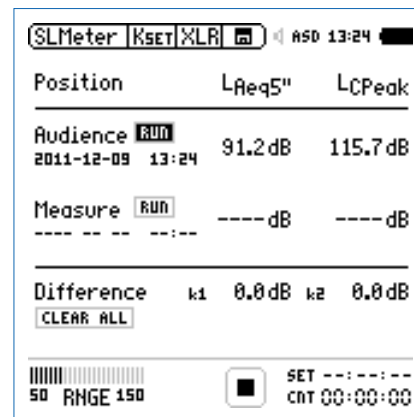 SLMeter KSET XLR ASD 13:24
Position LAeq5" LCPeak
Audience RUN 91.2dB 115.7dB
2011-12-09 13:24
Measure RUN ----dB ----dB
---- -- -- --:--
Difference k1 0.0dB k2 0.0dB
CLEAR ALL
SET --:--:--
50 RNGE 150 CNT 00:00:00